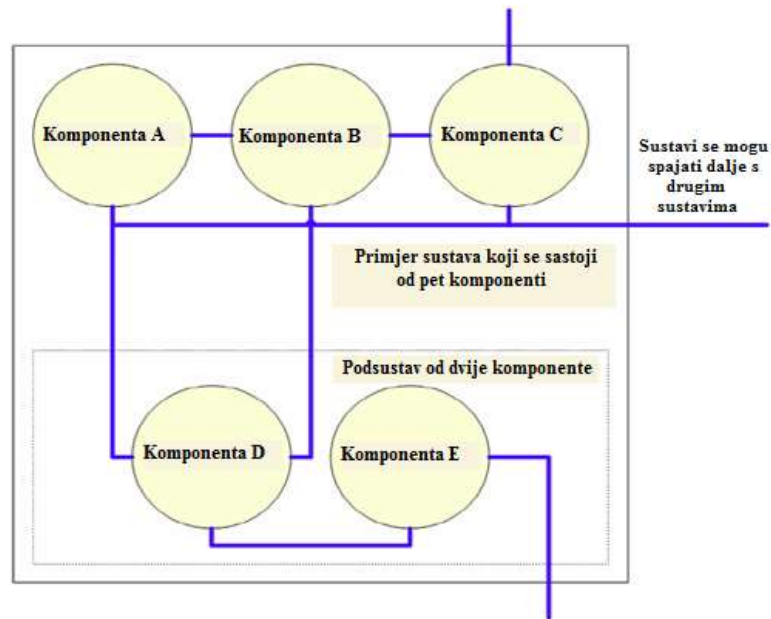 Komponenta A
Komponenta B
Komponenta C
Sustavi se mogu
spajati dalje s
drugim
sustavima
Primjer sustava koji se sastoji
od pet komponenti
Podsustav od dvije komponente
Komponenta D
Komponenta E